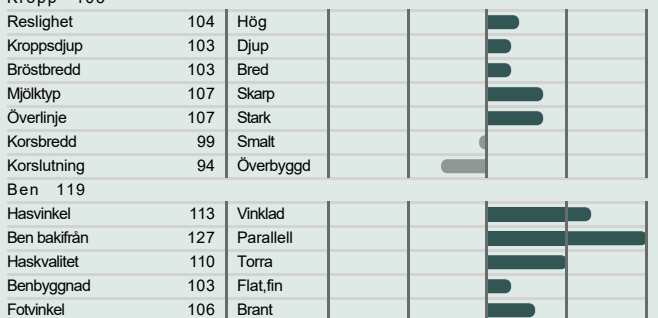 Reslighet 104 Hög
Kroppsdjup 103 Djup
Bröstbredd 103 Bred
Mjölktyp 107 Skarp
Överlinje 107 Stark
Korsbredd 99 Smalt
Korslutning 94 Överbyggd
Ben 119
Hasvinkel 113 Vinklad
Ben bakifrån 127 Parallell
Haskvalitet 110 Torra
Benbyggnad 103 Flat,fin
Fotvinkel 106 Brant